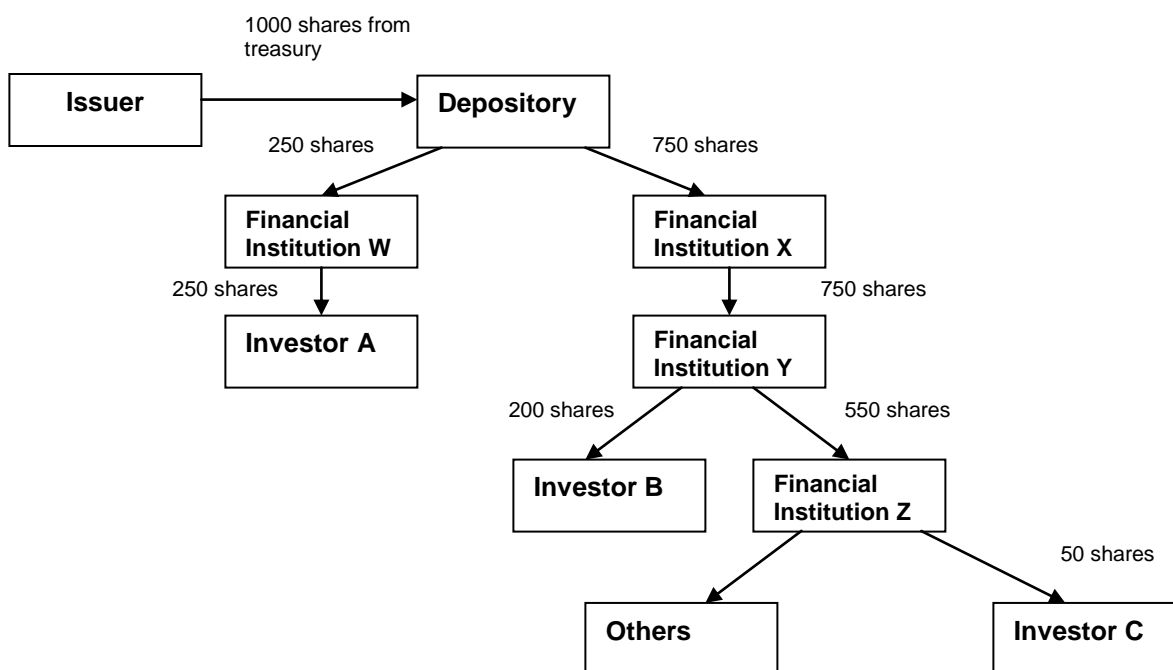 1000 shares from
treasury
Issuer
Depository
250 shares
750 shares
Financial
Institution W
Financial
Institution X
250 shares
750 shares
Investor A
Financial
Institution Y
200 shares
550 shares
Investor B
Financial
Institution Z
50 shares
Others
Investor C